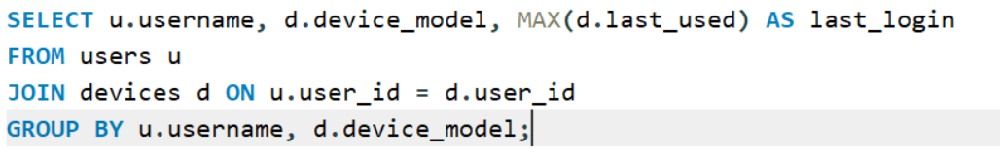 SELECT u.username, d.device_model, MAX(d.last_used) AS last_login
FROM users u
JOIN devices d ON u.user_id = d.user_id
GROUP BY u.username, d.device_model;